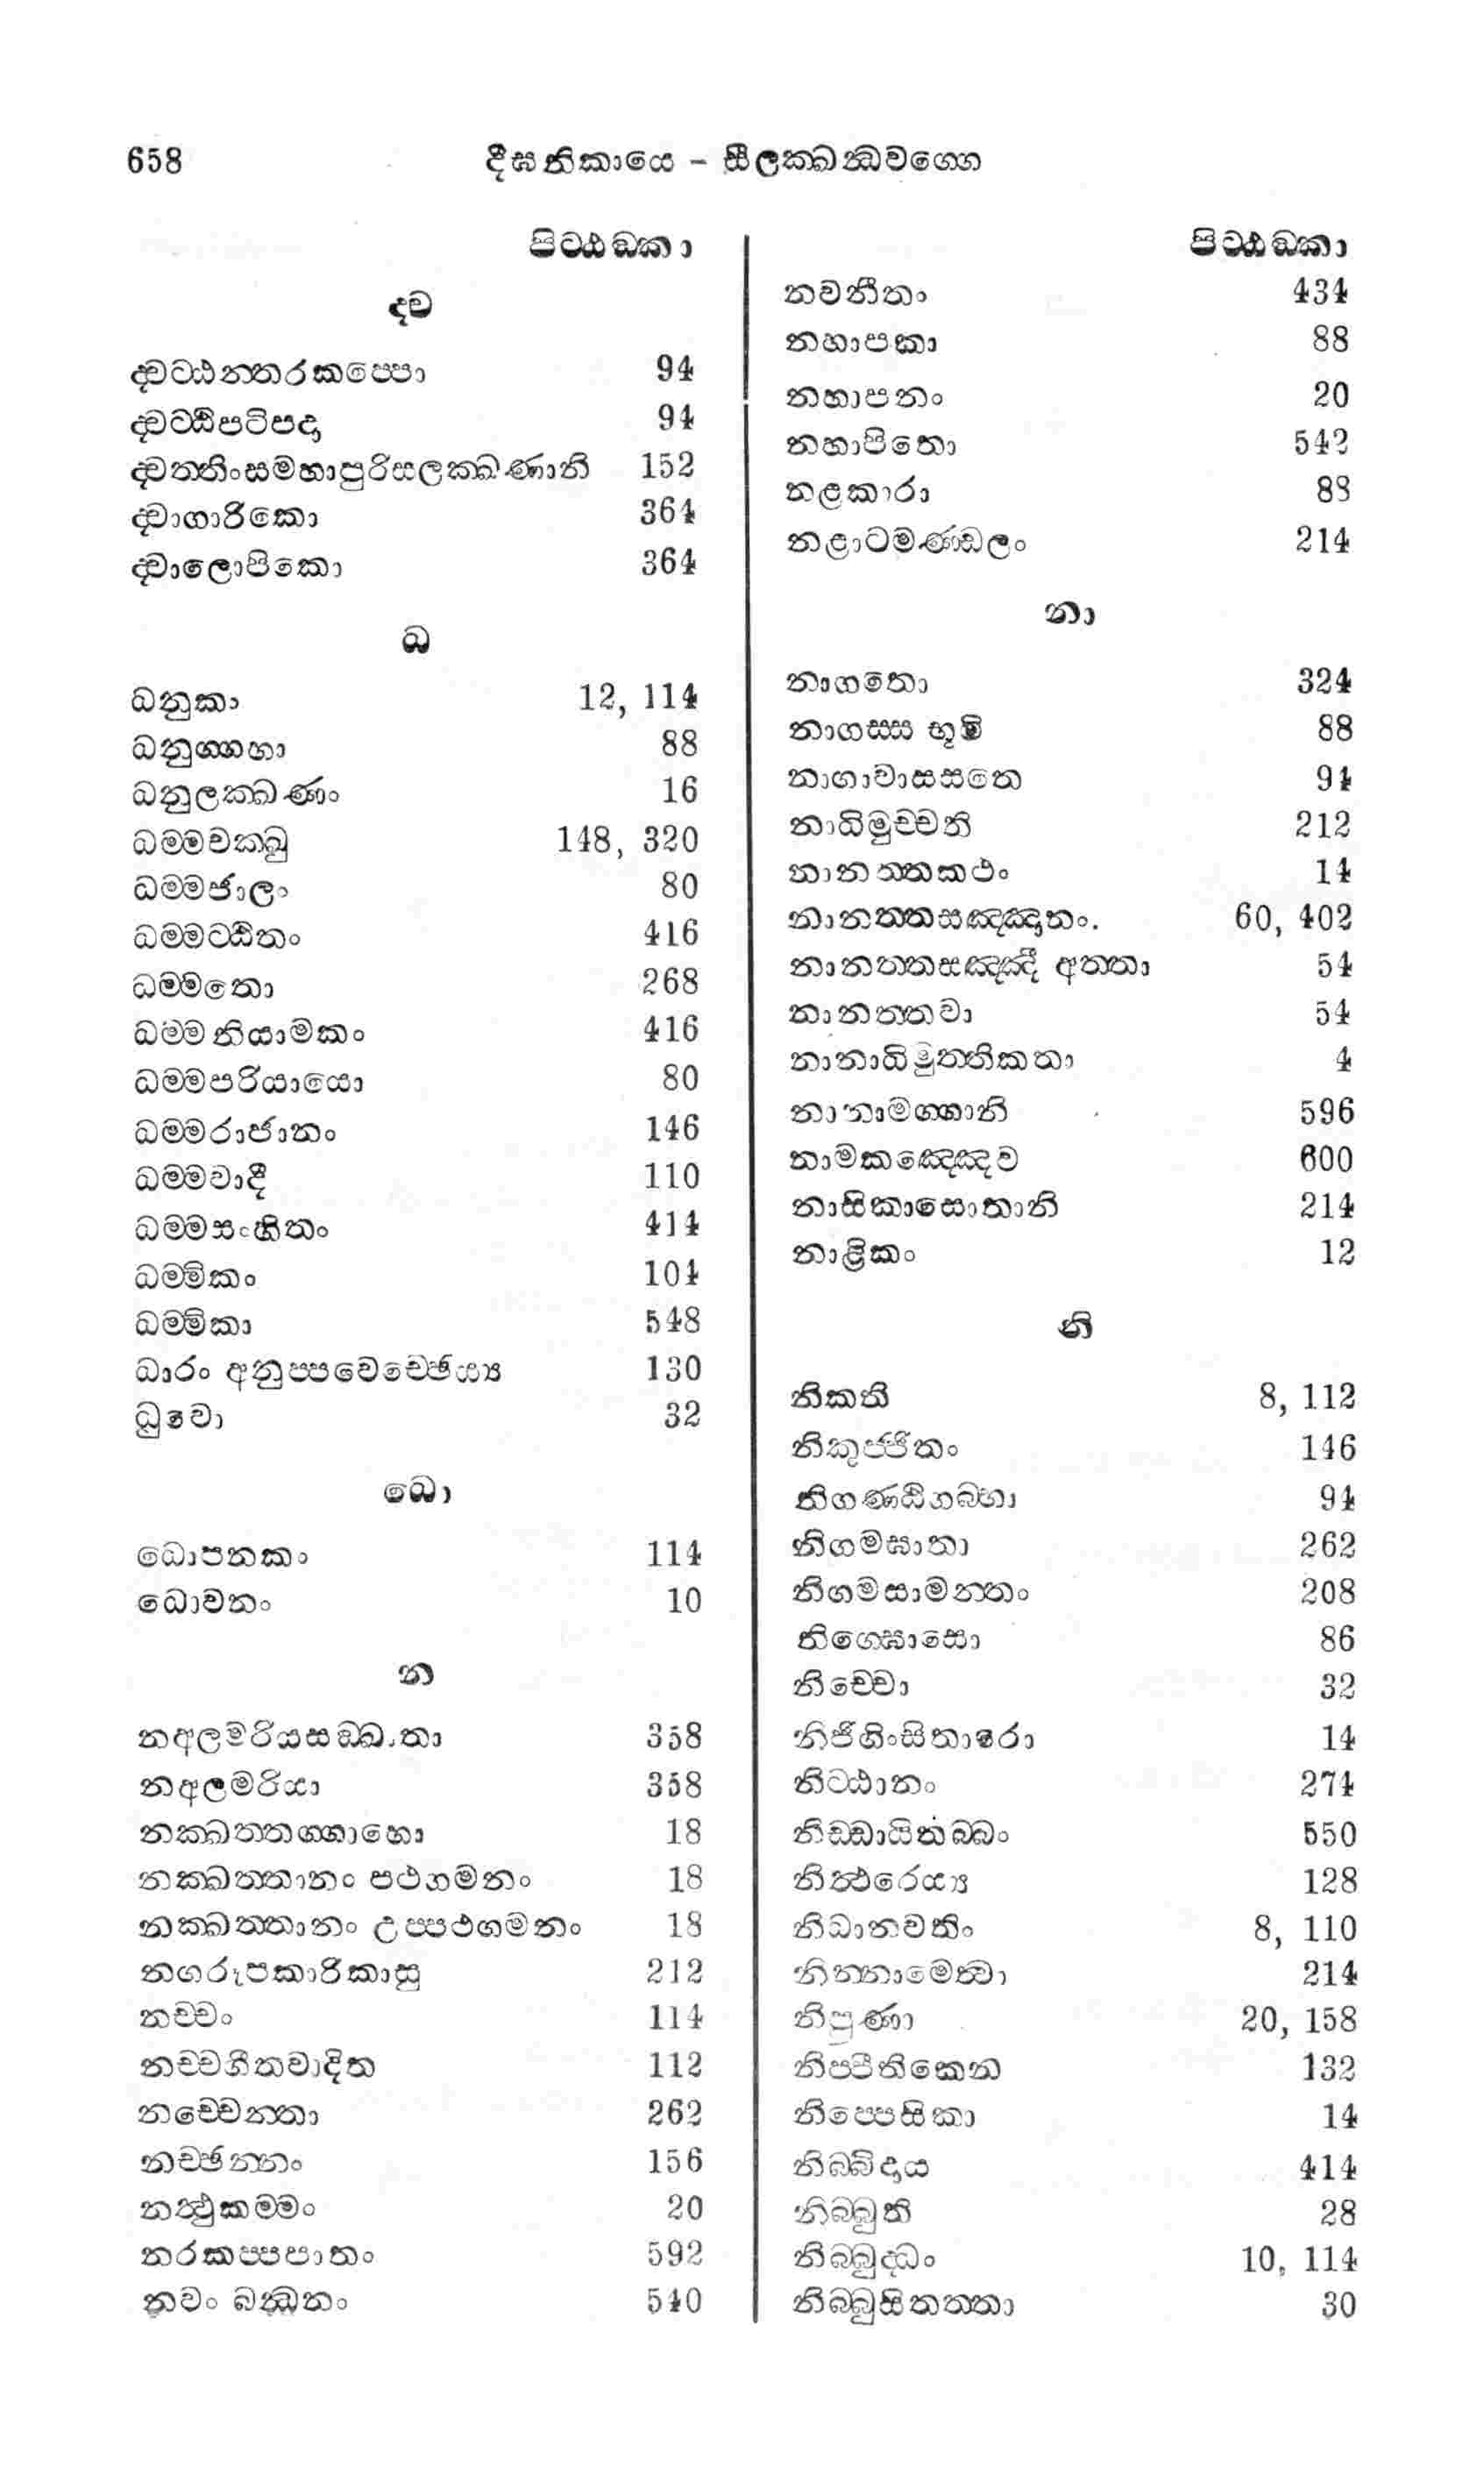 658 දීඝනිකායෙ - සීලක්ඛන්ධවග්ගෙ
පිට්ඨඞ්කා
ද්ව
ද්වට්ඨන්තරකප්පො 94
ද්වට්ඨිපටිපදා 94
ද්වත්තිංසමහාපුරිසලක්ඛණානි 152
ද්වාගාරිකො 364
ද්වාලොපිකො 364
ධ
ධනුකා 12, 114
ධනුග්ගහා 88
ධනුලක්ඛණං 16
ධම්මචක්ඛු 148, 320
ධම්මජාලං 80
ධම්මට්ඨිතං 416
ධම්මතො 268
ධම්මනියාමකං 416
ධම්මපරියායො 80
ධම්මරාජානං 146
ධම්මවාදී 110
ධම්මසංහිතං 414
ධම්මිකං 104
ධම්මිකා 548
ධාරං අනුප්පවෙච්ඡෙය්‍ය 130
ධුවො 32
ධො
ධොපනකං 114
ධොවනං 10
න
නඅලමරියසඞ්ඛාතා 358
නඅලමරියා 358
නක්ඛත්තග්ගාහො 18
නක්ඛත්තානං පථගමනං 18
නක්ඛත්තානං උප්පථගමනං 18
නගරූපකාරිකාසු 212
නච්චං 114
නච්චගීතවාදිත 112
නච්චෙන්තා 262
නච්ඡන්නං 156
නත්ථුකම්මං 20
නරකප්පපාතං 592
නවං බන්ධනං 540
පිට්ඨඞ්කා
නවනීතං 434
නහාපකා 88
නහාපනං 20
නහාපිතො 542
නළකාරා 88
නළාටමණ්ඩලං 214
නා
නාගතො 324
නාගස්ස භූමි 88
නාගාවාසසතෙ 94
නාධිමුච්චති 212
නානත්තකථං 14
නානත්තසඤ්ඤානං. 60, 402
නානත්තසඤ්ඤී අත්තා 54
නානත්තවා 54
නානාධිමුත්තිකතා 4
නානාමග්ගානි 596
නාමකඤ්ඤෙව 600
නාසිකාසොතානි 214
නාළිකං 12
නි
නිකති 8, 112
නිකුජ්ජිතං 146
නිගණ්ඨිගබ්භා 94
නිගමඝාතා 262
නිගමසාමන්තං 208
නිග්ඝොසො 86
නිච්චො 32
නිජිගිංසිතාරො 14
නිට්ඨානං 274
නිඩ්ඩායිතබ්බං 550
නිත්ථරෙය්‍ය 128
නිධානවතිං 8, 110
නින්නාමෙත්වා 214
නිපුණා 20, 158
නිප්පීතිකෙන 132
නිප්පෙසිකා 14
නිබ්බිදාය 414
නිබ්බුති 28
නිබ්බුද්ධං 10, 114
නිබ්බුසිතත්තා 30